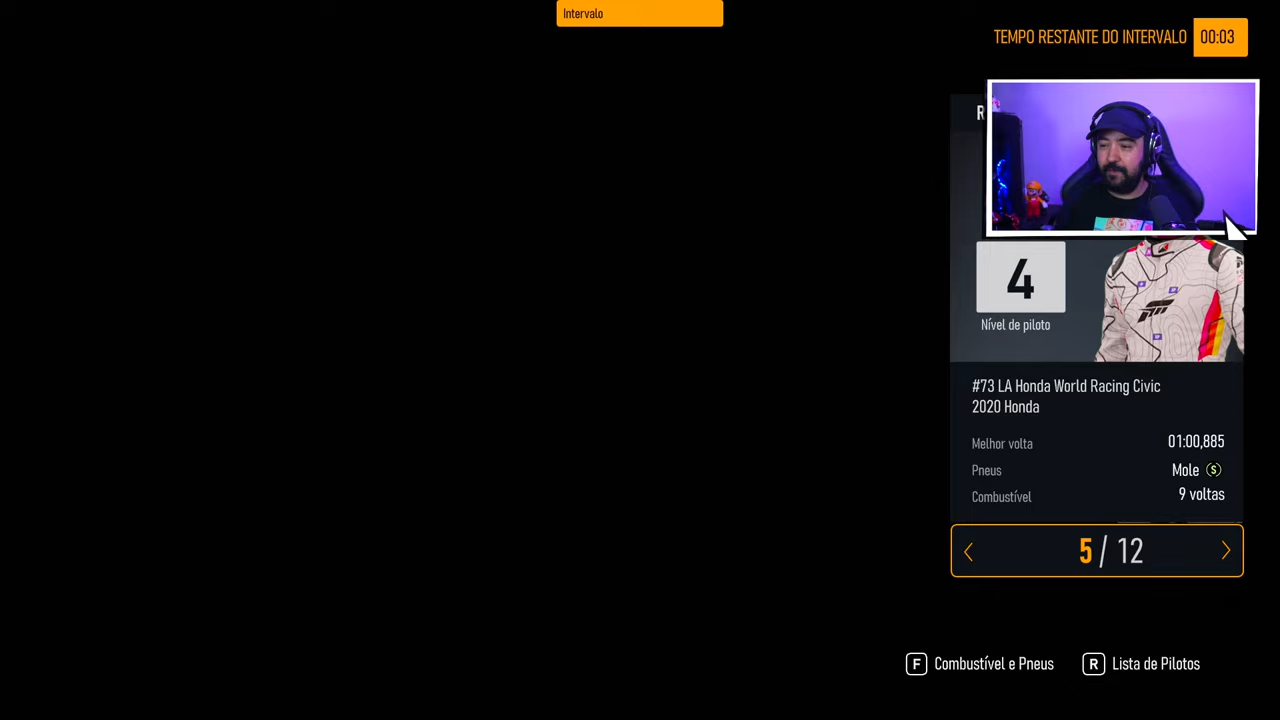 Intervalo
TEMPO RESTANTE DO INTERVALO 00:03
4
Nível de piloto
#73 LA Honda World Racing Civic
2020 Honda
Melhor volta 01:00,885
Pneus Mole S
Combustível 9 voltas
5 / 12
F Combustível e Pneus R Lista de Pilotos